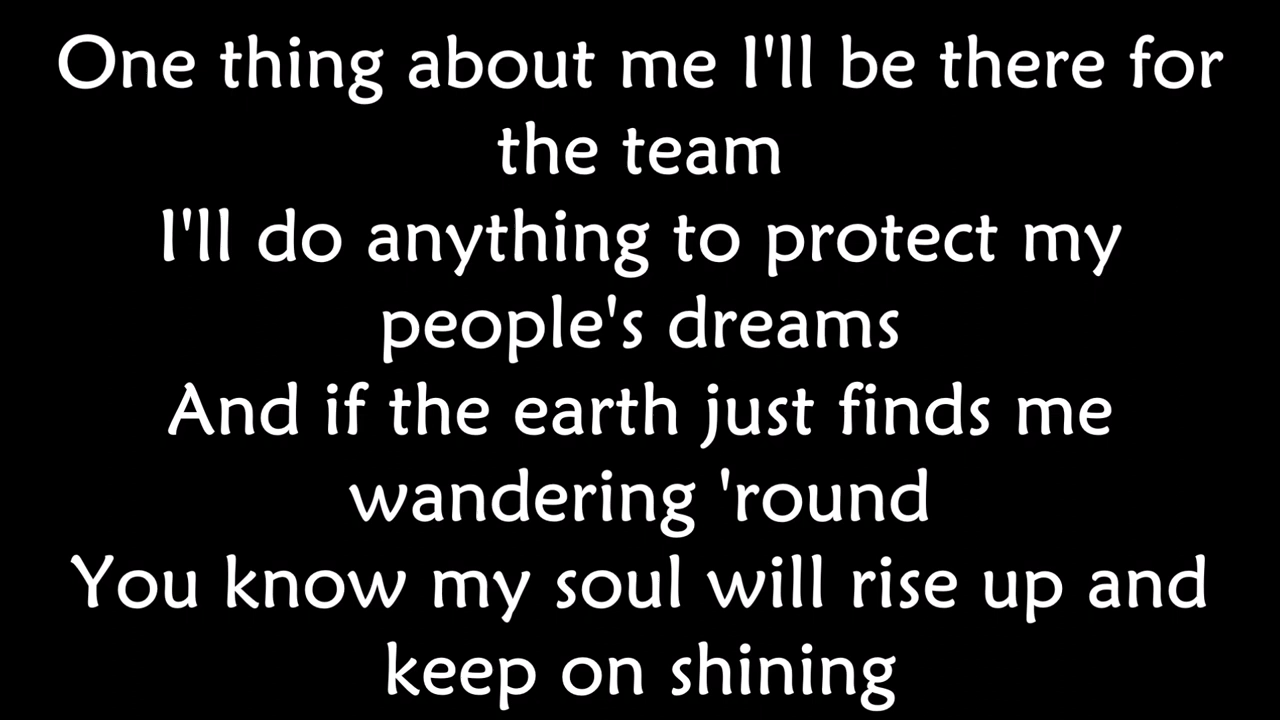 One thing about me I'll be there for
the team
I'll do anything to protect my
people's dreams
And if the earth just finds me
wandering 'round
You know my soul will rise up and
keep on shining